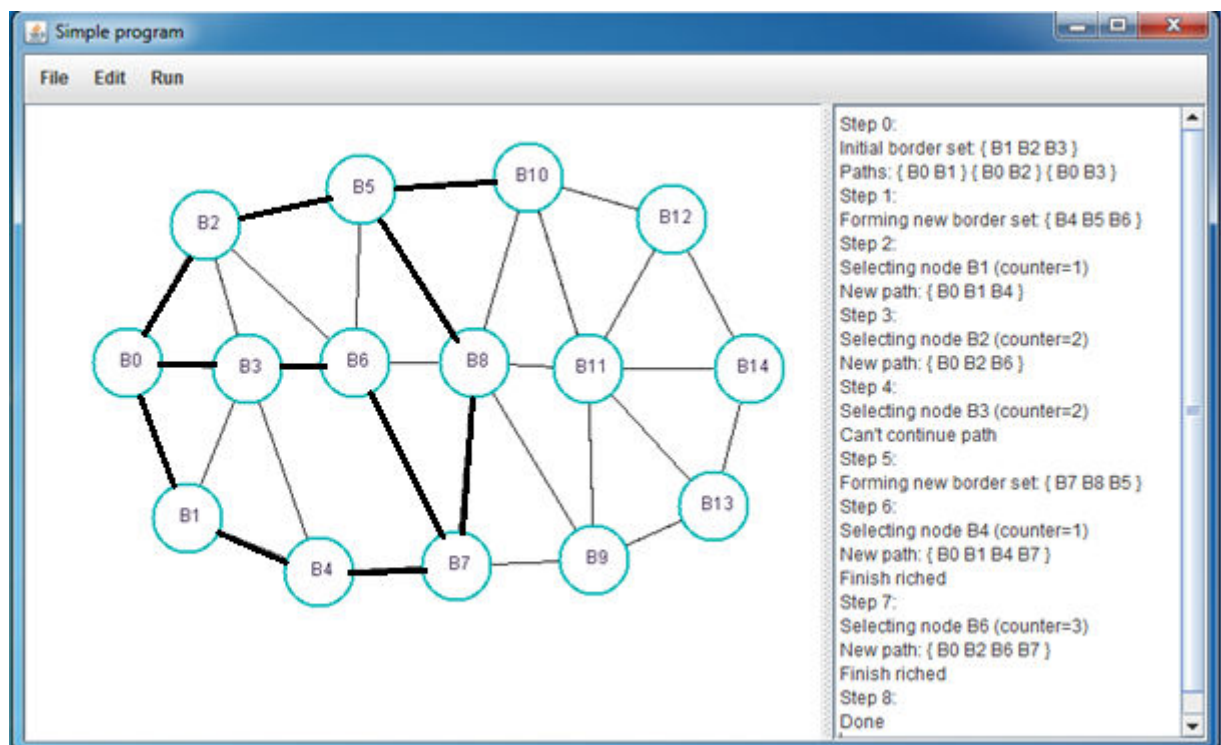 Simple program
File Edit Run
B10
B5
B12
B2
B0
B3
B6
B8
B11
B14
B1
B13
B4
B7
B9
Step 0:
Initial border set: { B1 B2 B3 }
Paths: { B0 B1 } { B0 B2 } { B0 B3 }
Step 1:
Forming new border set: { B4 B5 B6 }
Step 2:
Selecting node B1 (counter=1)
New path: { B0 B1 B4 }
Step 3:
Selecting node B2 (counter=2)
New path: { B0 B2 B6 }
Step 4:
Selecting node B3 (counter=2)
Can't continue path
Step 5:
Forming new border set: { B7 B8 B5 }
Step 6:
Selecting node B4 (counter=1)
New path: { B0 B1 B4 B7 }
Finish riched
Step 7:
Selecting node B6 (counter=3)
New path: { B0 B2 B6 B7 }
Finish riched
Step 8:
Done